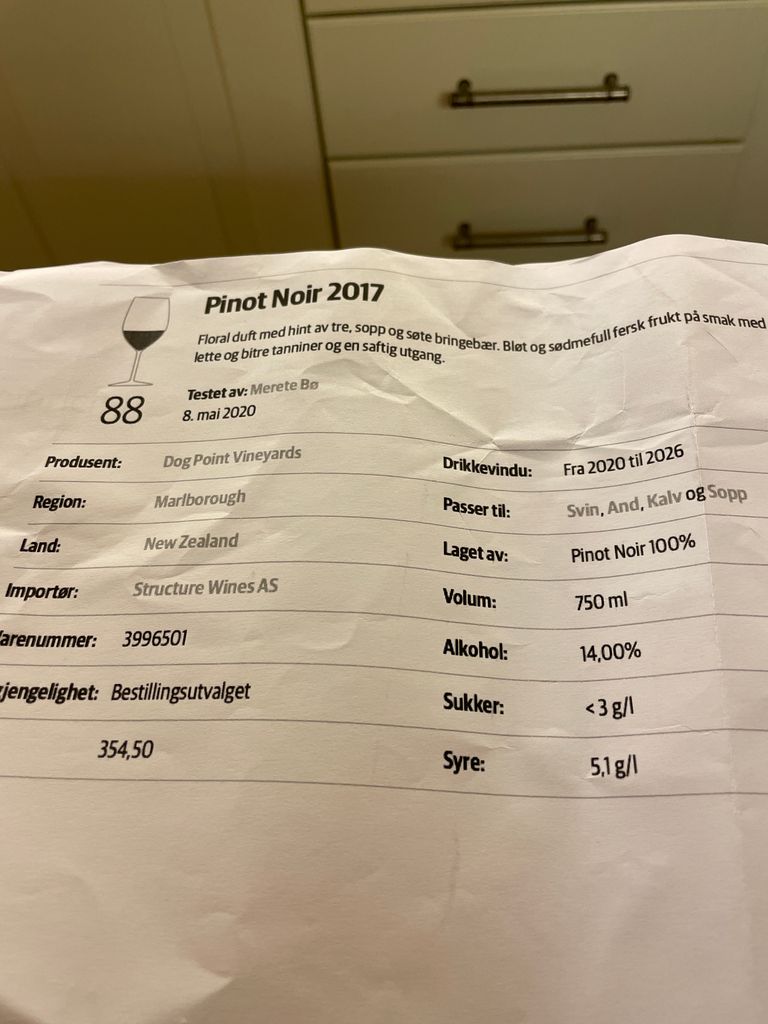 Pinot Noir 2017
Floral duft med hint av tre, sopp og søte bringebær. Bløt og sødmefull fersk frukt på smak med
lette og bitre tanniner og en saftig utgang.
88
Testet av: Merete Bø
8. mai 2020
Produsent: Dog Point Vineyards
Region: Marlborough
Land: New Zealand
Importør: Structure Wines AS
arenummer: 3996501
jengelighet: Bestillingsutvalget
354,50
Drikkevindu: Fra 2020 til 2026
Passer til: Svin, And, Kalv og Sopp
Laget av: Pinot Noir 100%
Volum: 750 ml
Alkohol: 14,00%
Sukker: < 3 g/l
Syre: 5,1 g/l